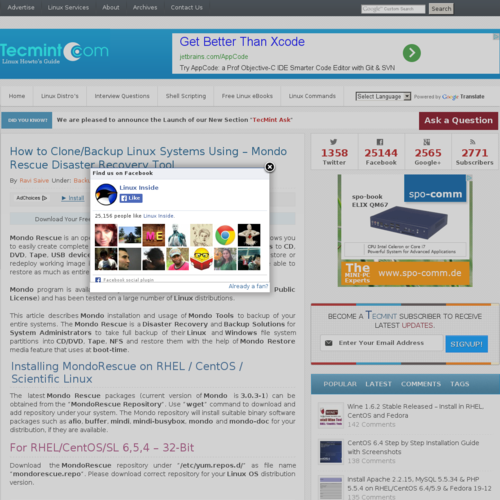 Advertise Linux Services About Archives Contact Us Search
Tecmint.com
Linux Howto's Guide
Get Better Than Xcode
jetbrains.com/AppCode
Try AppCode: a Prof Objective-C IDE Smarter Code Editor with Git & SVN
Home Linux Distro's Interview Questions Shell Scripting Free Linux eBooks Linux Commands Select Language Powered by Google Translate
DID YOU KNOW? We are pleased to announce the Launch of our New Section "TecMint Ask" Ask a Question
How to Clone/Backup Linux Systems Using – Mondo
Rescue Disaster Recovery Tool
By Ravi Saive Under:
AdChoices Install
Download Your Free
Find us on Facebook
Linux Inside
Like
25,156 people like Linux Inside.
Facebook social plugin
Already a fan?
Mondo Rescue is an
to easily create complete to CD,
DVD, Tape, USB restore or
redeploy working image able to
restore as much as
Mondo program is Public
License) and has been tested on a large number of Linux distributions.
This article describes Mondo installation and usage of Mondo Tools to backup of your
entire systems. The Mondo Rescue is a Disaster Recovery and Backup Solutions for
System Administrators to take full backup of their Linux and Windows file system
partitions into CD/DVD, Tape, NFS and restore them with the help of Mondo Restore
media feature that uses at boot-time.
Installing MondoRescue on RHEL / CentOS /
Scientific Linux
The latest Mondo Rescue packages (current version of Mondo is 3.0.3-1) can be
obtained from the "MondoRescue Repository". Use "wget" command to download and
add repository under your system. The Mondo repository will install suitable binary software
packages such as afio, buffer, mindi, mindi-busybox, mondo and mondo-doc for your
distribution, if they are available.
For RHEL/CentOS/SL 6,5,4 – 32-Bit
Download the MondoRescue repository under "/etc/yum.repos.d/" as file name
"mondorescue.repo". Please download correct repository for your Linux OS distribution
version.
1358 25144 2565 2771
Twitter Facebook Google+ Subscribers
spo-book
ELIX QM67
spo-comm
CPU Intel Celeron or Core i7
Powerful System for Advanced Applications
The MINI-PC Experts
www.spo-comm.de
BECOME A TECMINT SUBSCRIBER TO RECEIVE
LATEST UPDATES.
Enter Your Email Address SIGNUP!
POPULAR LATEST COMMENTS TAGS
Wine 1.6.2 Stable Released – Install in RHEL,
CentOS and Fedora
142 Comments
CentOS 6.4 Step by Step Installation Guide
with Screenshots
138 Comments
Install Apache 2.2.15, MySQL 5.5.34 & PHP
5.5.4 on RHEL/CentOS 6.4/5.9 & Fedora 19-12
135 Comments